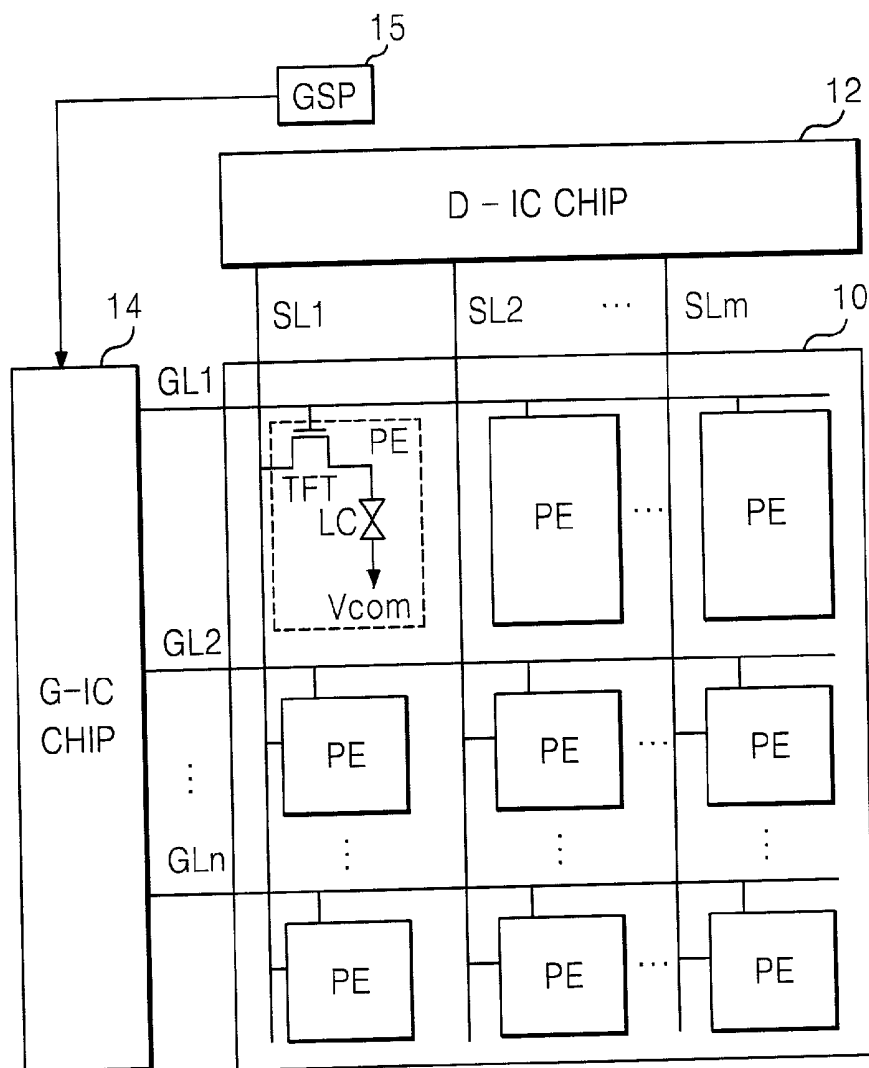 15
GSP
12
D - IC CHIP
SL1 SL2 ... SLm
14
10
GL1
PE
TFT
LC
Vcom
PE ... PE
GL2
G-IC
CHIP
PE PE ... PE
⋮
⋮ ⋮ ⋮
GLn
PE PE ... PE